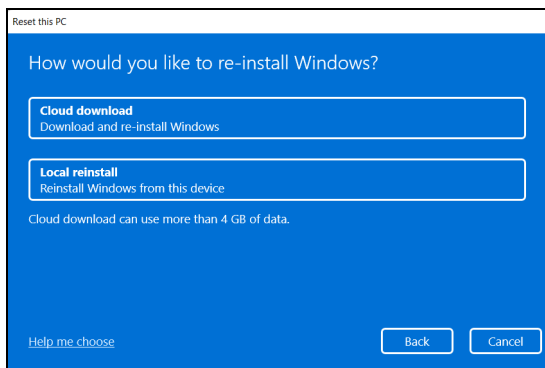 Reset this PC
How would you like to re-install Windows?
Cloud download
Download and re-install Windows
Local reinstall
Reinstall Windows from this device
Cloud download can use more than 4 GB of data.
Help me choose
Back
Cancel